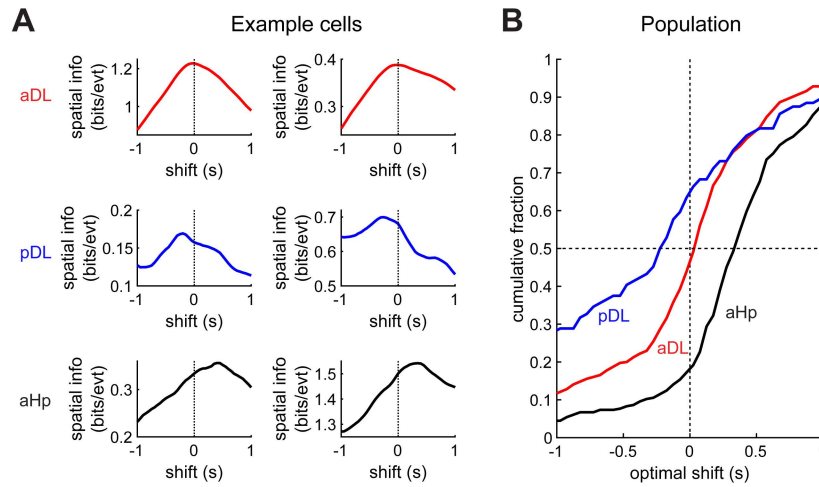 A
Example cells
aDL
spatial info
(bits/evt)
1.2
1
-1 0 1
shift (s)
spatial info
(bits/evt)
0.4
0.3
-1 0 1
shift (s)
pDL
spatial info
(bits/evt)
0.2
0.15
0.1
-1 0 1
shift (s)
spatial info
(bits/evt)
0.7
0.6
0.5
-1 0 1
shift (s)
aHp
spatial info
(bits/evt)
0.3
0.2
-1 0 1
shift (s)
spatial info
(bits/evt)
1.5
1.4
1.3
-1 0 1
shift (s)
B
Population
cumulative fraction
1
0.9
0.8
0.7
0.6
0.5
0.4
0.3
0.2
0.1
0
pDL
aDL
aHp
-1 -0.5 0 0.5 1
optimal shift (s)